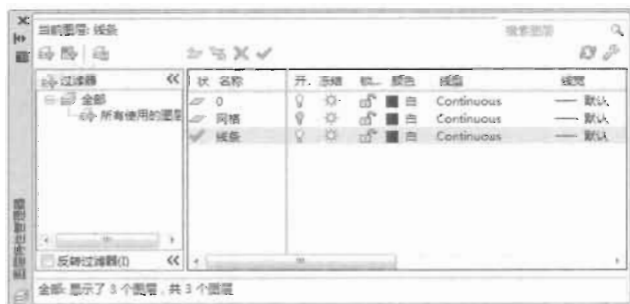 当前图层: 线条
搜索图层
过滤器
全部
所有使用的图层
反转过滤器(I)
状 名称 开. 冻结 锁... 颜色 线型 线宽
0 白 Continuous 默认
网格 白 Continuous 默认
线条 白 Continuous 默认
全部: 显示了 3 个图层，共 3 个图层
图层特性管理器